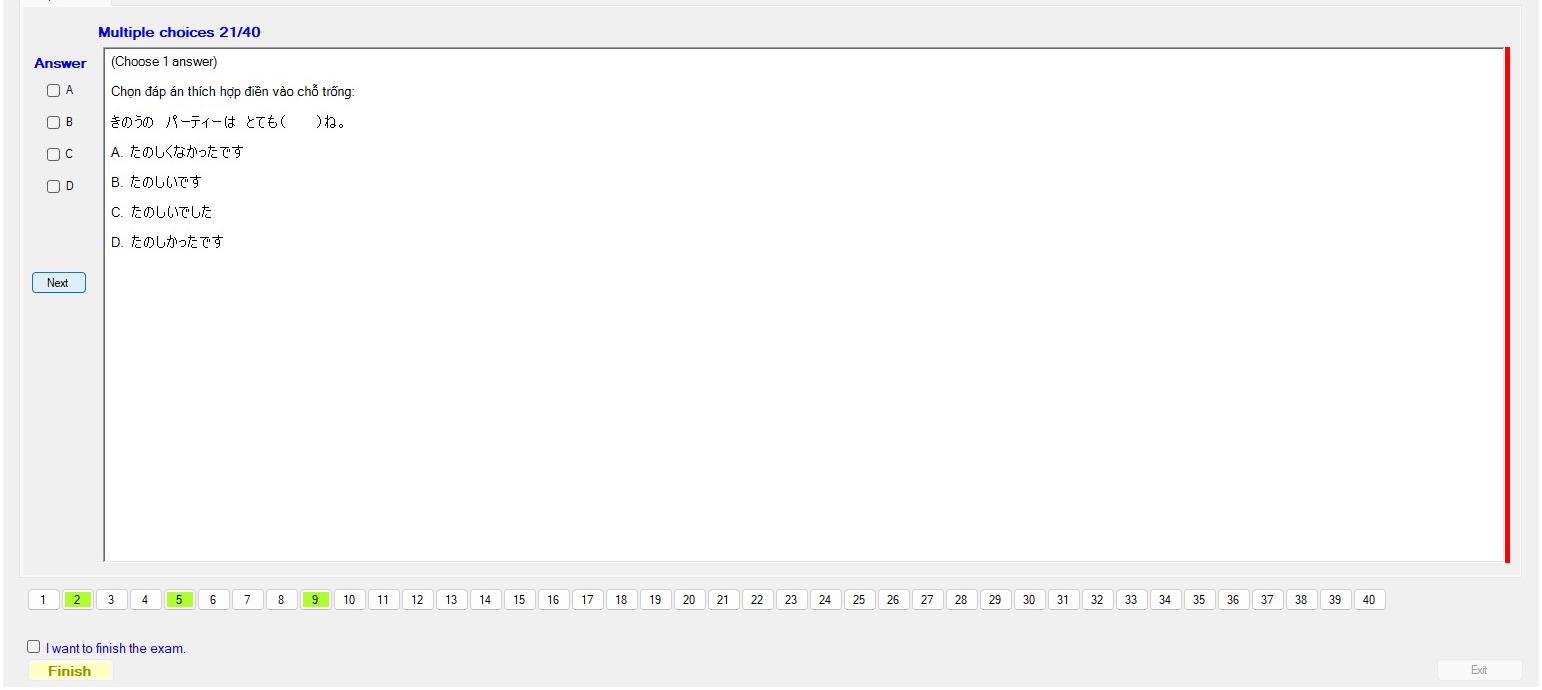 Multiple choices 21/40
Answer
(Choose 1 answer)
A
Chọn đáp án thích hợp điền vào chỗ trống:
B
きのうの　パーティーは　とても(　　)ね。
C
A. たのしくなかったです
D
B. たのしいです
C. たのしいでした
D. たのしかったです
Next
1 2 3 4 5 6 7 8 9 10 11 12 13 14 15 16 17 18 19 20 21 22 23 24 25 26 27 28 29 30 31 32 33 34 35 36 37 38 39 40
I want to finish the exam.
Finish
Exit